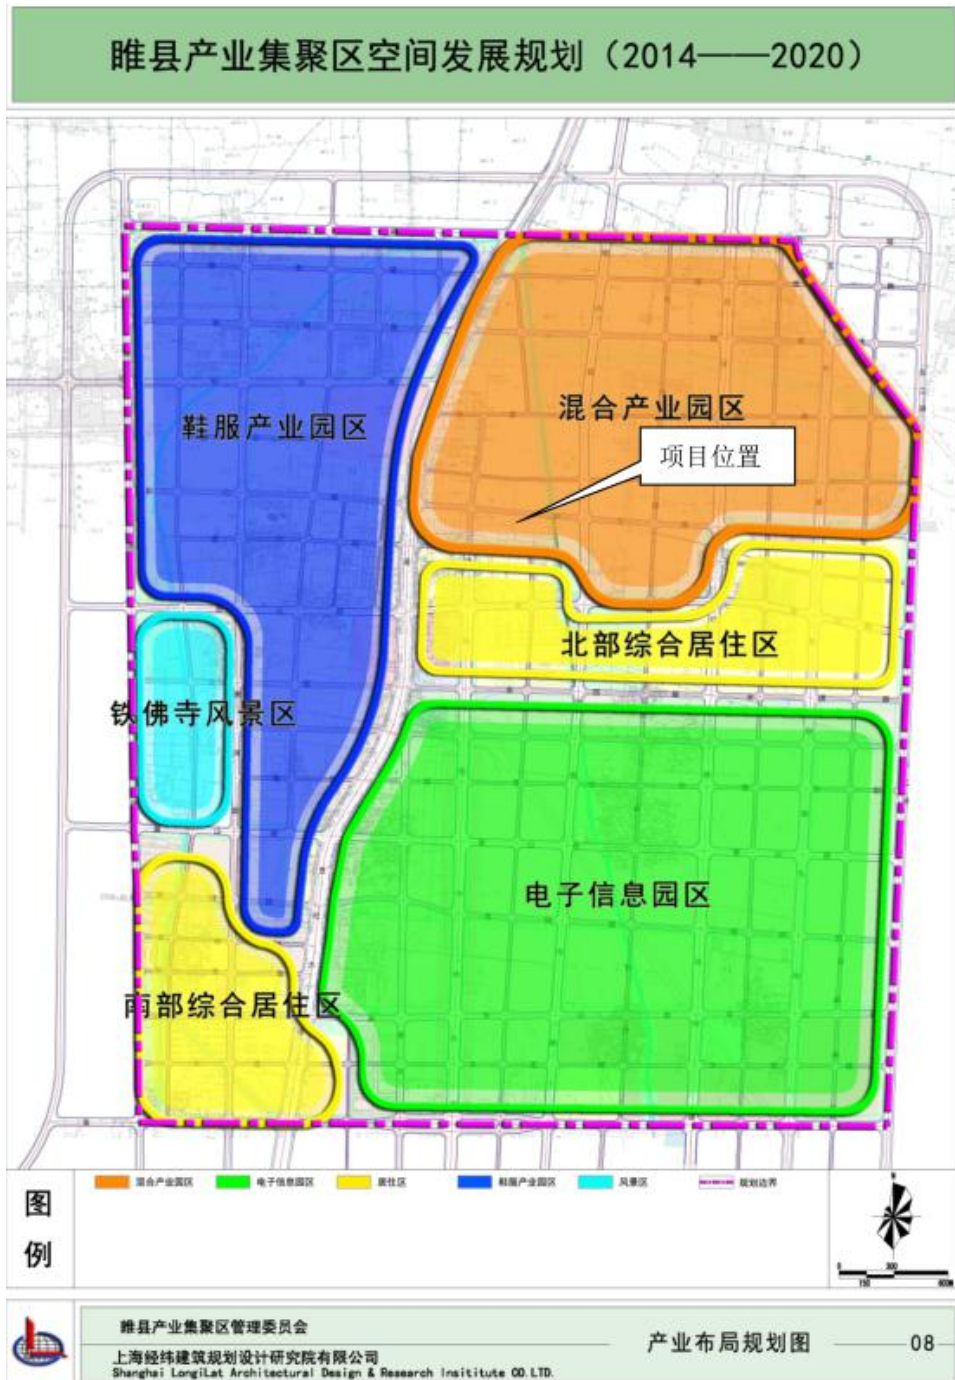 睢县产业集聚区空间发展规划（2014——2020）
混合产业园区
鞋服产业园区
项目位置
北部综合居住区
铁佛寺风景区
电子信息园区
南部综合居住区
图例
混合产业园区
电子信息园区
居住区
鞋服产业园区
风景区
规划边界
N
0 300
150 600M
睢县产业集聚区管理委员会
上海经纬建筑规划设计研究院有限公司
Shanghai LongiLat Architectural Design & Research Insititute CO.LTD.
产业布局规划图
08